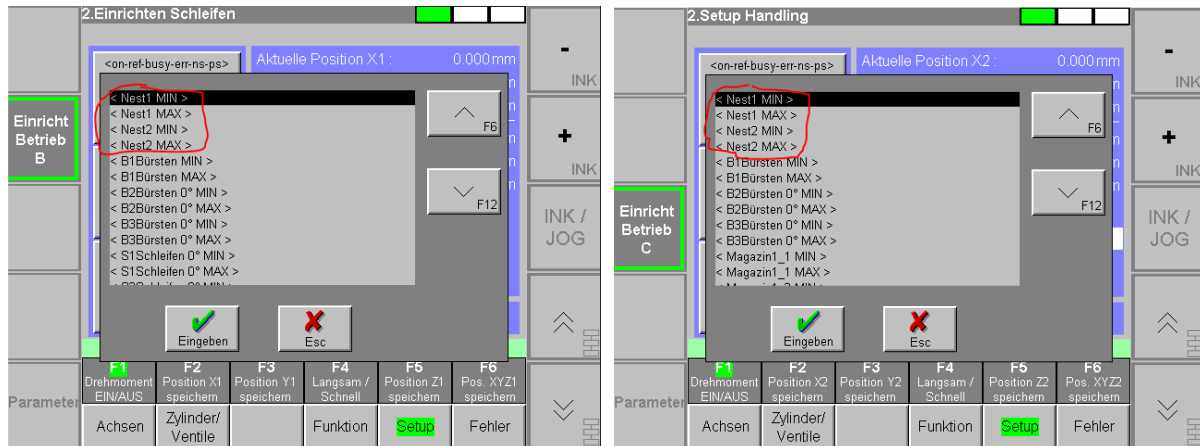 2.Einrichten Schleifen
<on-ref-busy-err-ns-ps>
Aktuelle Position X1 : 0.000 mm
-
INK
< Nest1 MIN >
< Nest1 MAX >
< Nest2 MIN >
< Nest2 MAX >
< B1Bürsten MIN >
< B1Bürsten MAX >
< B2Bürsten 0° MIN >
< B2Bürsten 0° MAX >
< B3Bürsten 0° MIN >
< B3Bürsten 0° MAX >
< S1Schleifen 0° MIN >
< S1Schleifen 0° MAX >
F6
F12
Einricht
Betrieb
B
+
INK
INK /
JOG
Eingeben
Esc
Parameter
F1
Drehmoment
EIN/AUS
F2
Position X1
speichern
F3
Position Y1
speichern
F4
Langsam /
Schnell
F5
Position Z1
speichern
F6
Pos. XYZ1
speichern
Achsen
Zylinder/
Ventile
Funktion
Setup
Fehler
2.Setup Handling
<on-ref-busy-err-ns-ps>
Aktuelle Position X2 : 0.000 mm
-
INK
< Nest1 MIN >
< Nest1 MAX >
< Nest2 MIN >
< Nest2 MAX >
< B1Bürsten MIN >
< B1Bürsten MAX >
< B2Bürsten 0° MIN >
< B2Bürsten 0° MAX >
< B3Bürsten 0° MIN >
< B3Bürsten 0° MAX >
< Magazin1_1 MIN >
< Magazin1_1 MAX >
F6
F12
Einricht
Betrieb
C
+
INK
INK /
JOG
Eingeben
Esc
Parameter
F1
Drehmoment
EIN/AUS
F2
Position X2
speichern
F3
Position Y2
speichern
F4
Langsam /
Schnell
F5
Position Z2
speichern
F6
Pos. XYZ2
speichern
Achsen
Zylinder/
Ventile
Funktion
Setup
Fehler